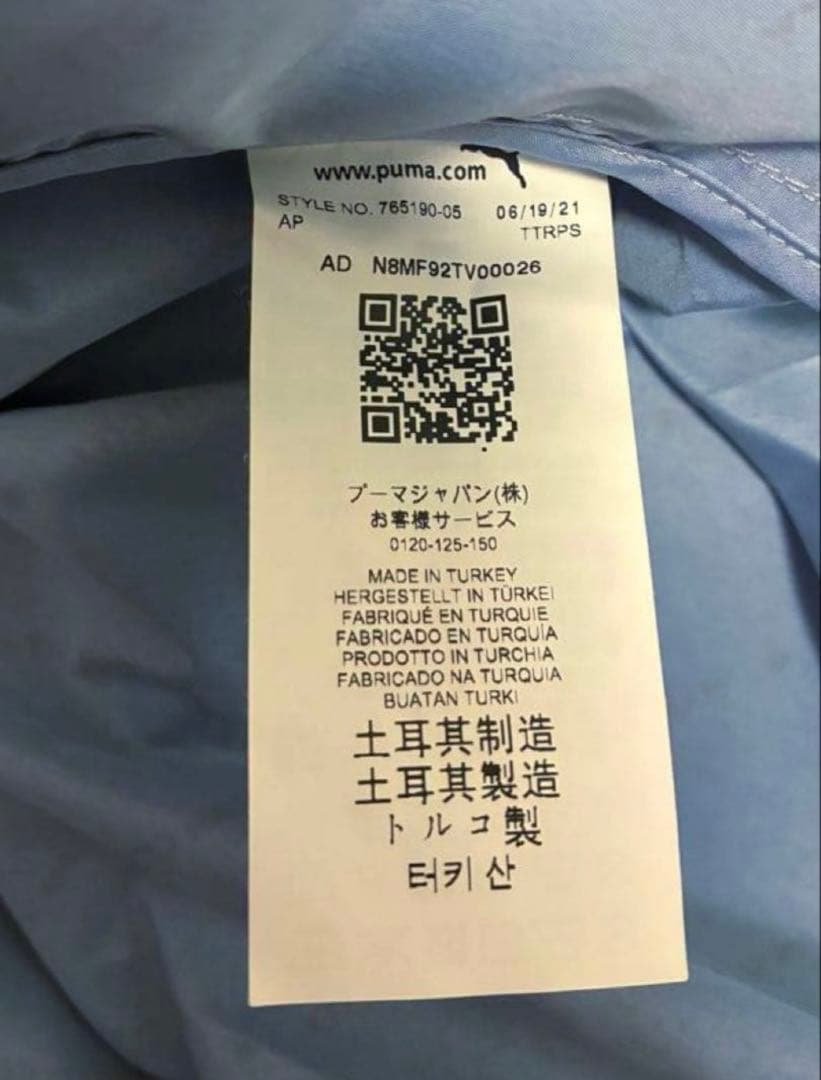 www.puma.com
STYLE NO. 765190-05 06/19/21
AP TTRPS
AD N8MF92TV00026
プーマジャパン(株)
お客様サービス
0120-125-150
MADE IN TURKEY
HERGESTELLT IN TÜRKEI
FABRIQUÉ EN TURQUIE
FABRICADO EN TURQUÍA
PRODOTTO IN TURCHIA
FABRICADO NA TURQUIA
BUATAN TURKI
土耳其制造
土耳其製造
トルコ製
터키산